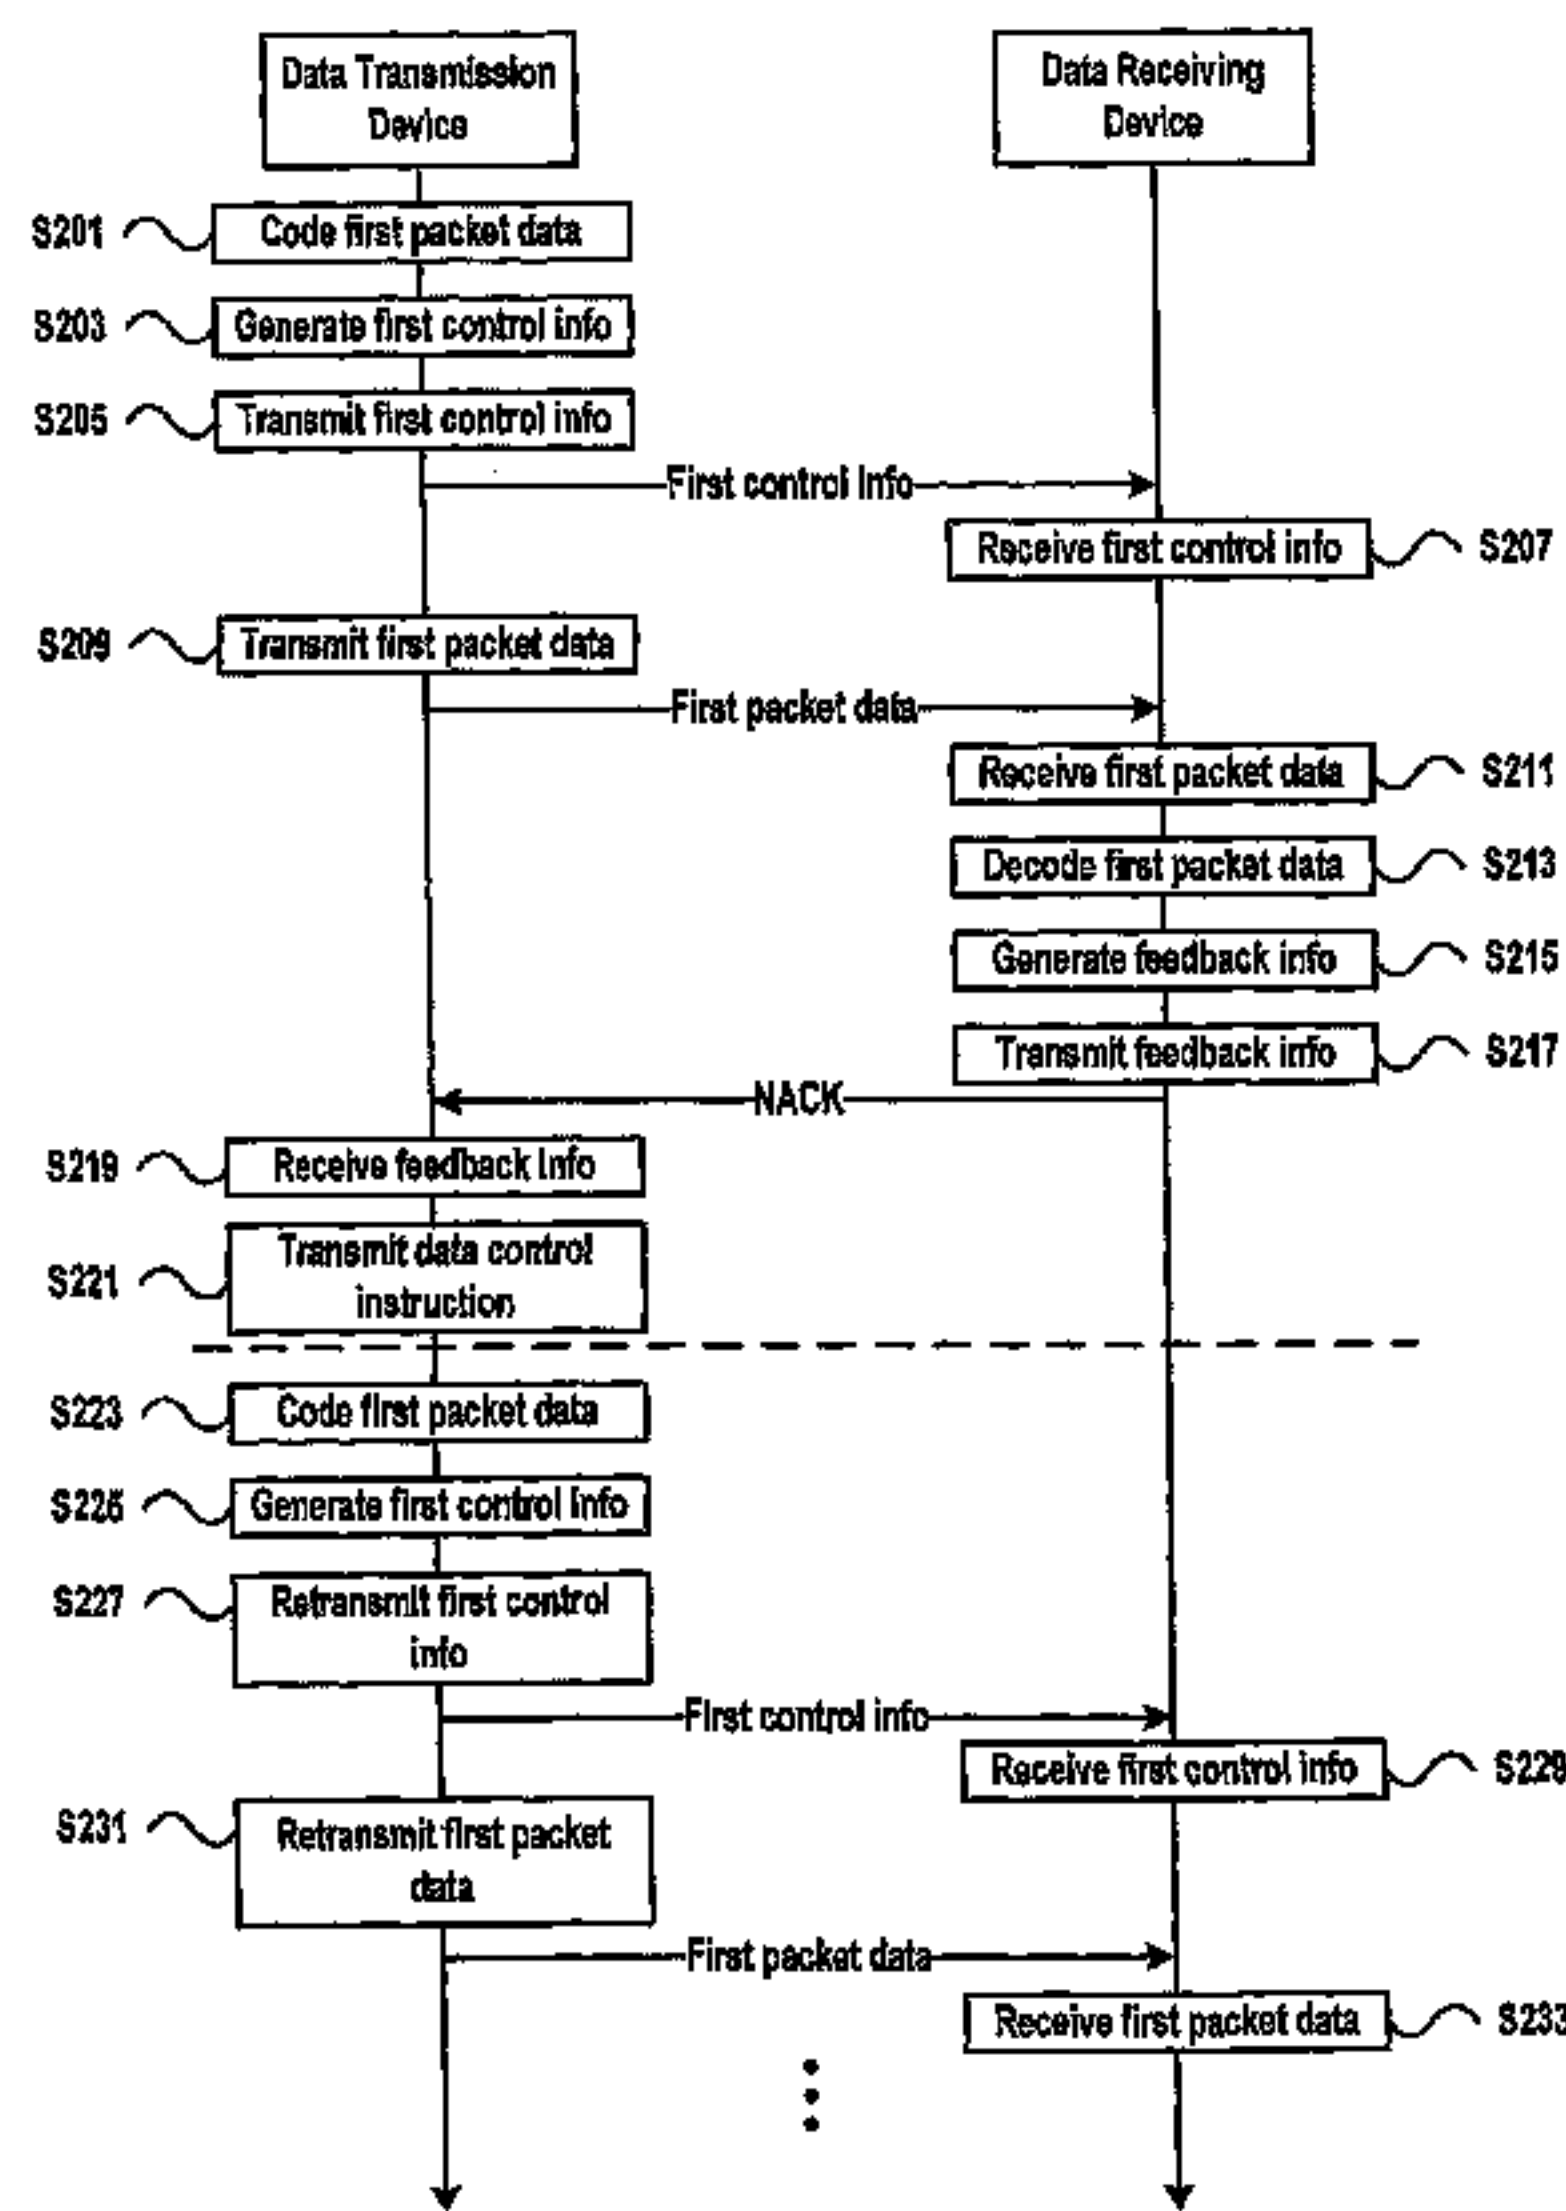 Data Transmission
Device
Data Receiving
Device
S201
Code first packet data
S203
Generate first control info
S205
Transmit first control info
First control info
Receive first control info
S207
S209
Transmit first packet data
First packet data
Receive first packet data
S211
Decode first packet data
S213
Generate feedback info
S215
Transmit feedback info
S217
NACK
S219
Receive feedback info
S221
Transmit data control
instruction
S223
Code first packet data
S225
Generate first control info
S227
Retransmit first control
info
First control info
Receive first control info
S229
S231
Retransmit first packet
data
First packet data
Receive first packet data
S233